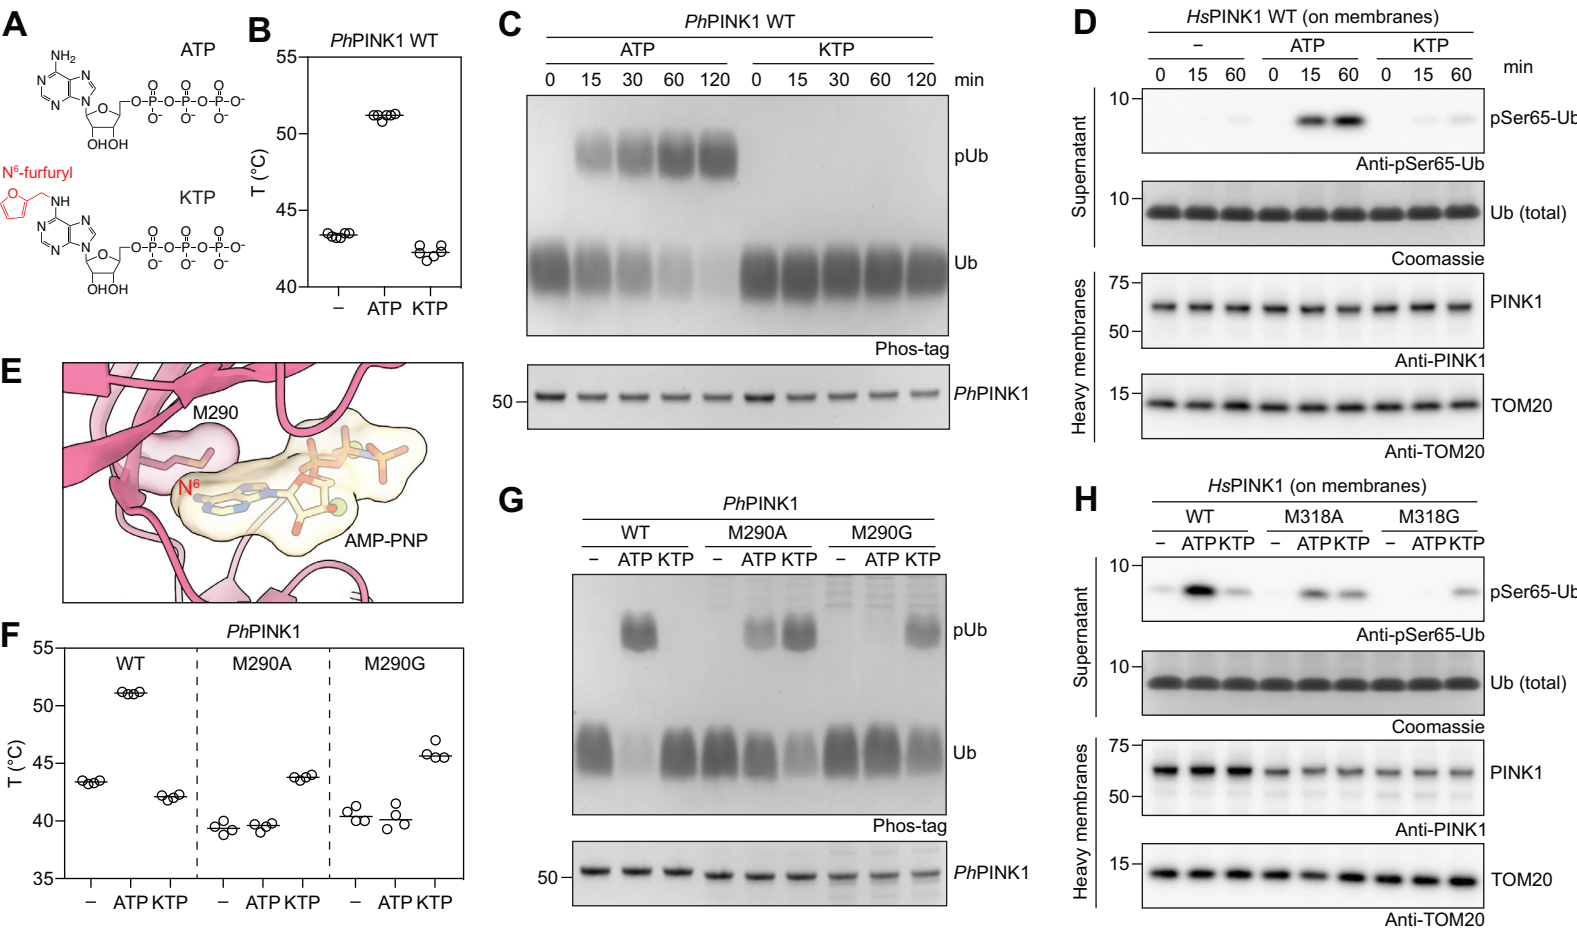 A
ATP
NH₂
N
N
N
N
O
O
P
O
P
O
P
O⁻
O⁻
O⁻
O⁻
OHOH
N⁶-furfuryl
KTP
O
NH
N
N
N
N
O
O
P
O
P
O
P
O⁻
O⁻
O⁻
O⁻
OHOH
B
PhPINK1 WT
55
50
45
40
T (°C)
– ATP KTP
C
PhPINK1 WT
ATP KTP
0 15 30 60 120 0 15 30 60 120 min
pUb
Ub
Phos-tag
50
PhPINK1
D
HsPINK1 WT (on membranes)
– ATP KTP
0 15 60 0 15 60 0 15 60 min
Supernatant
10
pSer65-Ub
Anti-pSer65-Ub
10
Ub (total)
Coomassie
Heavy membranes
75
PINK1
50
Anti-PINK1
15
TOM20
Anti-TOM20
E
M290
N⁶
AMP-PNP
F
PhPINK1
WT M290A M290G
55
50
45
40
35
T (°C)
– ATP KTP – ATP KTP – ATP KTP
G
PhPINK1
WT M290A M290G
– ATP KTP – ATP KTP – ATP KTP
pUb
Ub
Phos-tag
50
PhPINK1
H
HsPINK1 (on membranes)
WT M318A M318G
– ATP KTP – ATP KTP – ATP KTP
Supernatant
10
pSer65-Ub
Anti-pSer65-Ub
10
Ub (total)
Coomassie
Heavy membranes
75
PINK1
50
Anti-PINK1
15
TOM20
Anti-TOM20